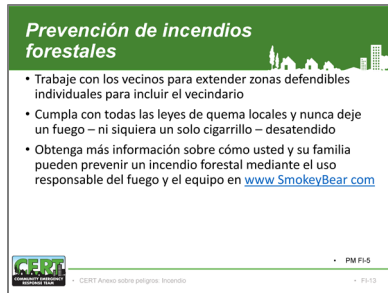 Prevención de incendios
forestales
• Trabaje con los vecinos para extender zonas defendibles
individuales para incluir el vecindario
• Cumpla con todas las leyes de quema locales y nunca deje
un fuego – ni siquiera un solo cigarrillo – desatendido
• Obtenga más información sobre cómo usted y su familia
pueden prevenir un incendio forestal mediante el uso
responsable del fuego y el equipo en www SmokeyBear com
• PM FI-5
CERT
COMMUNITY EMERGENCY
RESPONSE TEAM
• CERT Anexo sobre peligros: Incendio
• FI-13